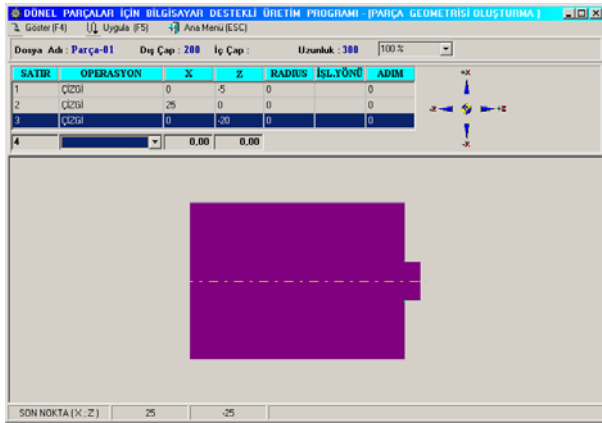 DÖNEL PARÇALAR İÇİN BİLGİSAYAR DESTEKLİ ÜRETİM PROGRAMI - [PARÇA GEOMETRİSİ OLUŞTURMA ]
Göster (F4) Uygula (F5) Ana Menü (ESC)
Dosya Adı : Parça-01 Dış Çap : 200 İç Çap : Uzunluk : 300 100 %
SATIR OPERASYON X Z RADIUS İŞL.YÖNÜ ADIM
1 ÇİZGİ 0 -5 0 0
2 ÇİZGİ 25 0 0 0
3 ÇİZGİ 0 -20 0 0
4 0,00 0,00
+X
-Z +Z
-X
SON NOKTA ( X : Z ) 25 -25